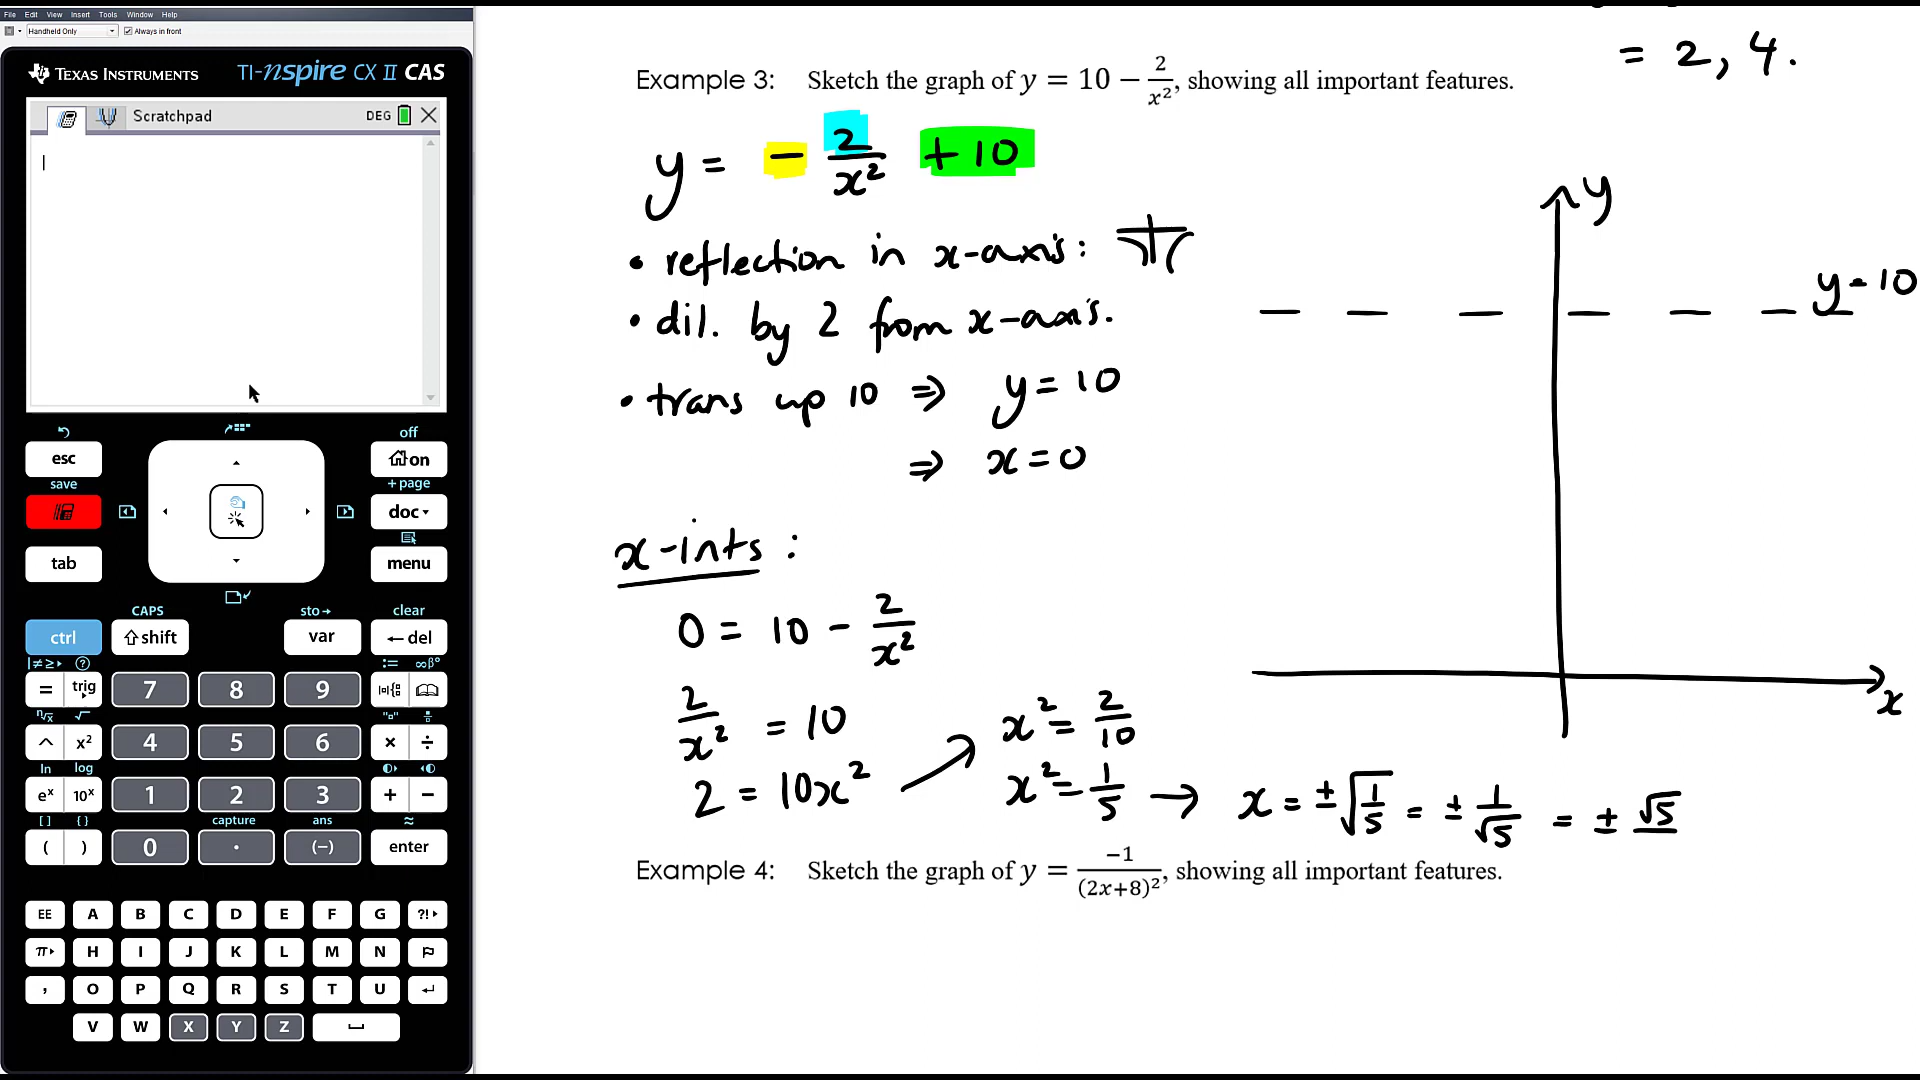 File Edit View Insert Tools Window Help
Handheld Only Always in front
TEXAS INSTRUMENTS TI-nspire CX II CAS
Scratchpad DEG
off
esc on
save + page
doc
tab menu
CAPS sto→ clear
ctrl ⇧shift var ←del
= trig 7 8 9
^ x² 4 5 6 × ÷
ln log
eˣ 10ˣ 1 2 3 + −
[ ] { } capture ans ≈
( ) 0 . (−) enter
EE A B C D E F G ?!
π H I J K L M N
, O P Q R S T U
V W X Y Z
= 2, 4.
Example 3: Sketch the graph of y = 10 − 2/x², showing all important features.
y = − 2/x² + 10
• reflection in x-axis:
• dil. by 2 from x-axis.
• trans up 10 ⇒ y = 10
⇒ x = 0
x-ints :
0 = 10 − 2/x²
2/x² = 10
2 = 10x²
x² = 2/10
x² = 1/5 → x = ±√(1/5) = ± 1/√5 = ± √5
y
y = 10
x
Example 4: Sketch the graph of y = −1/(2x+8)², showing all important features.